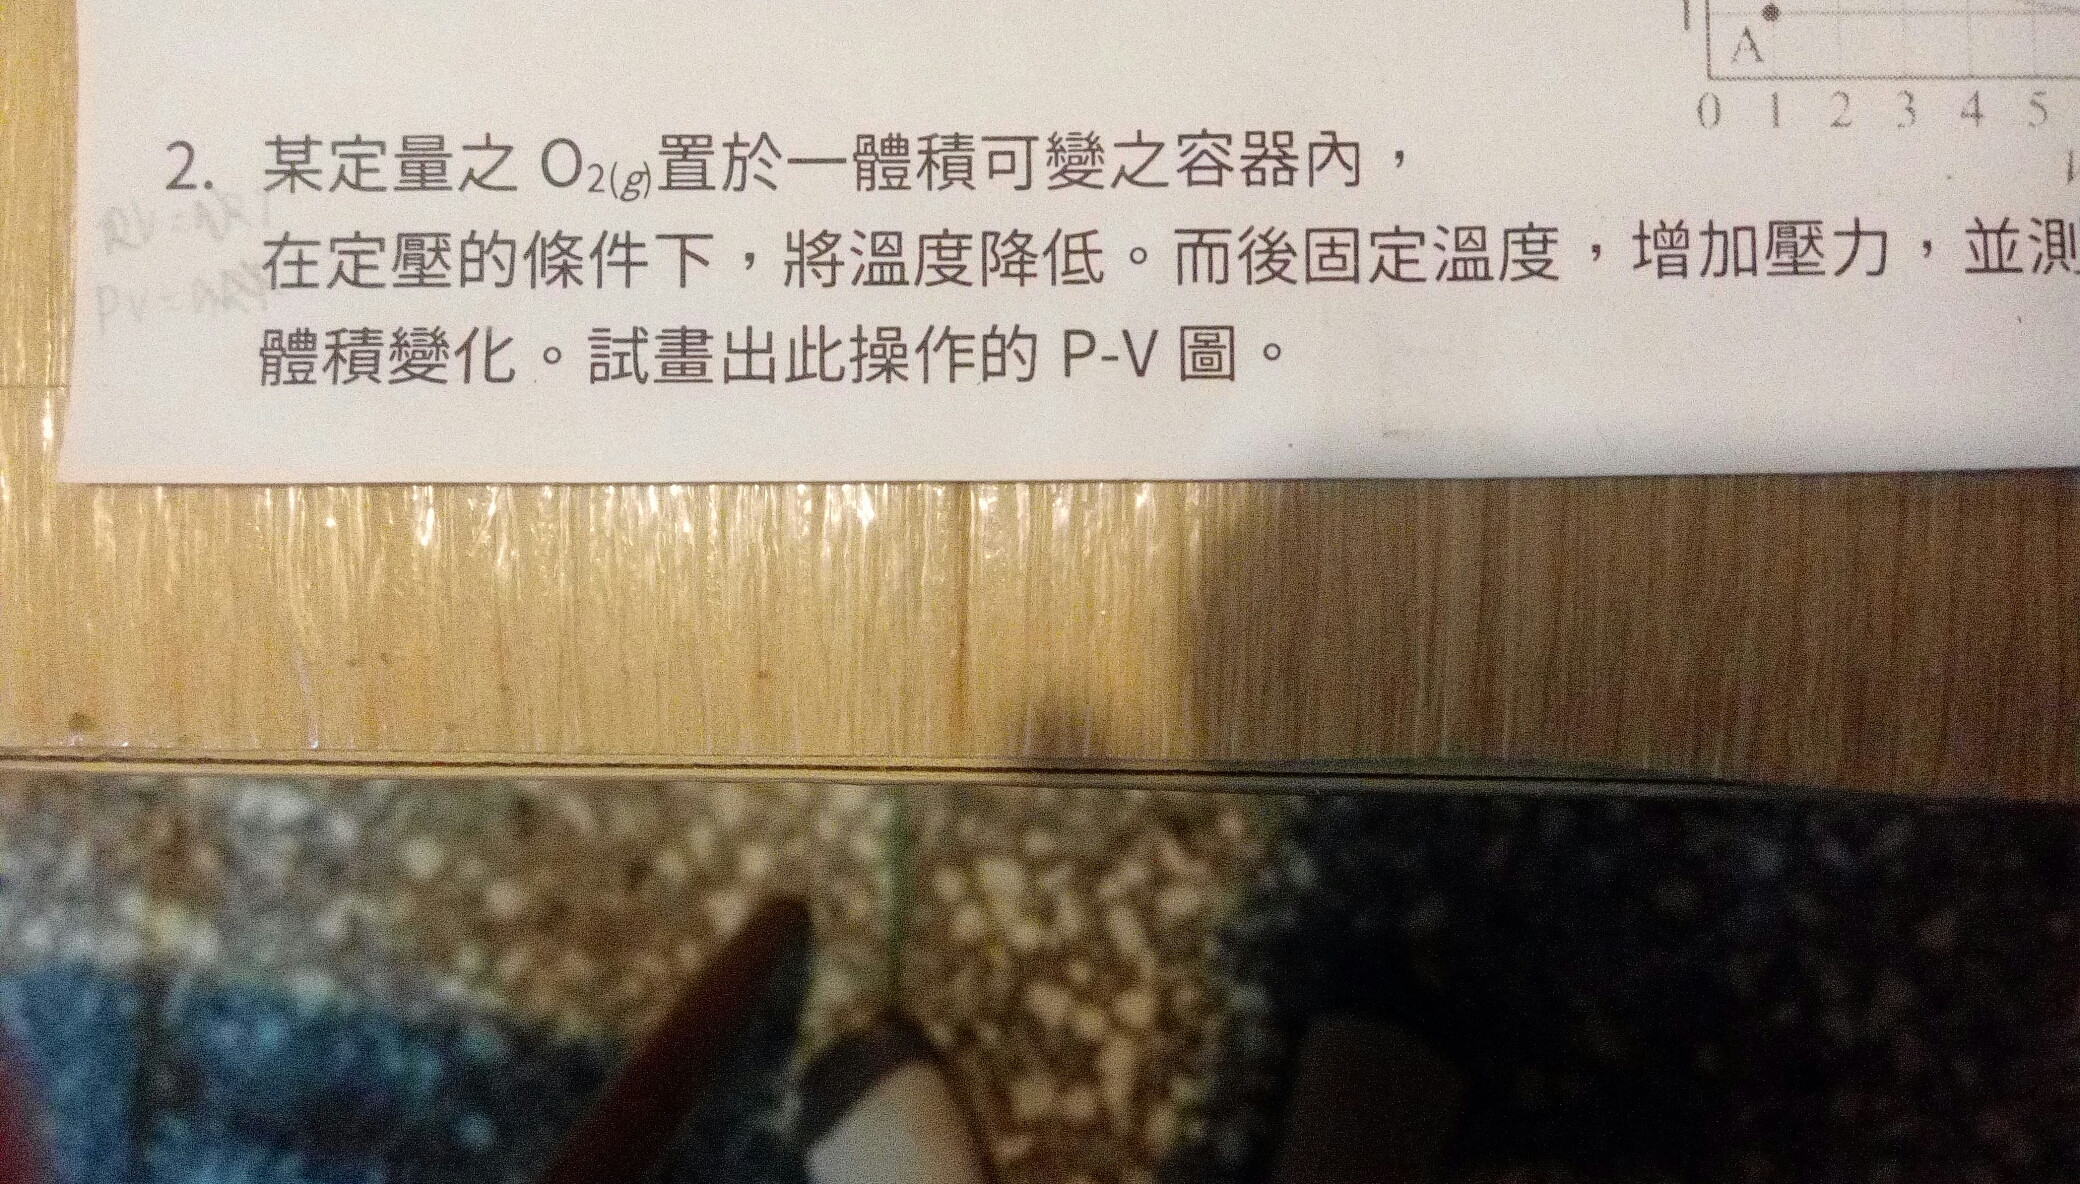 A
0 1 2 3 4 5
2. 某定量之 O2(g)置於一體積可變之容器內，
在定壓的條件下，將溫度降低。而後固定溫度，增加壓力，並測
體積變化。試畫出此操作的 P-V 圖。